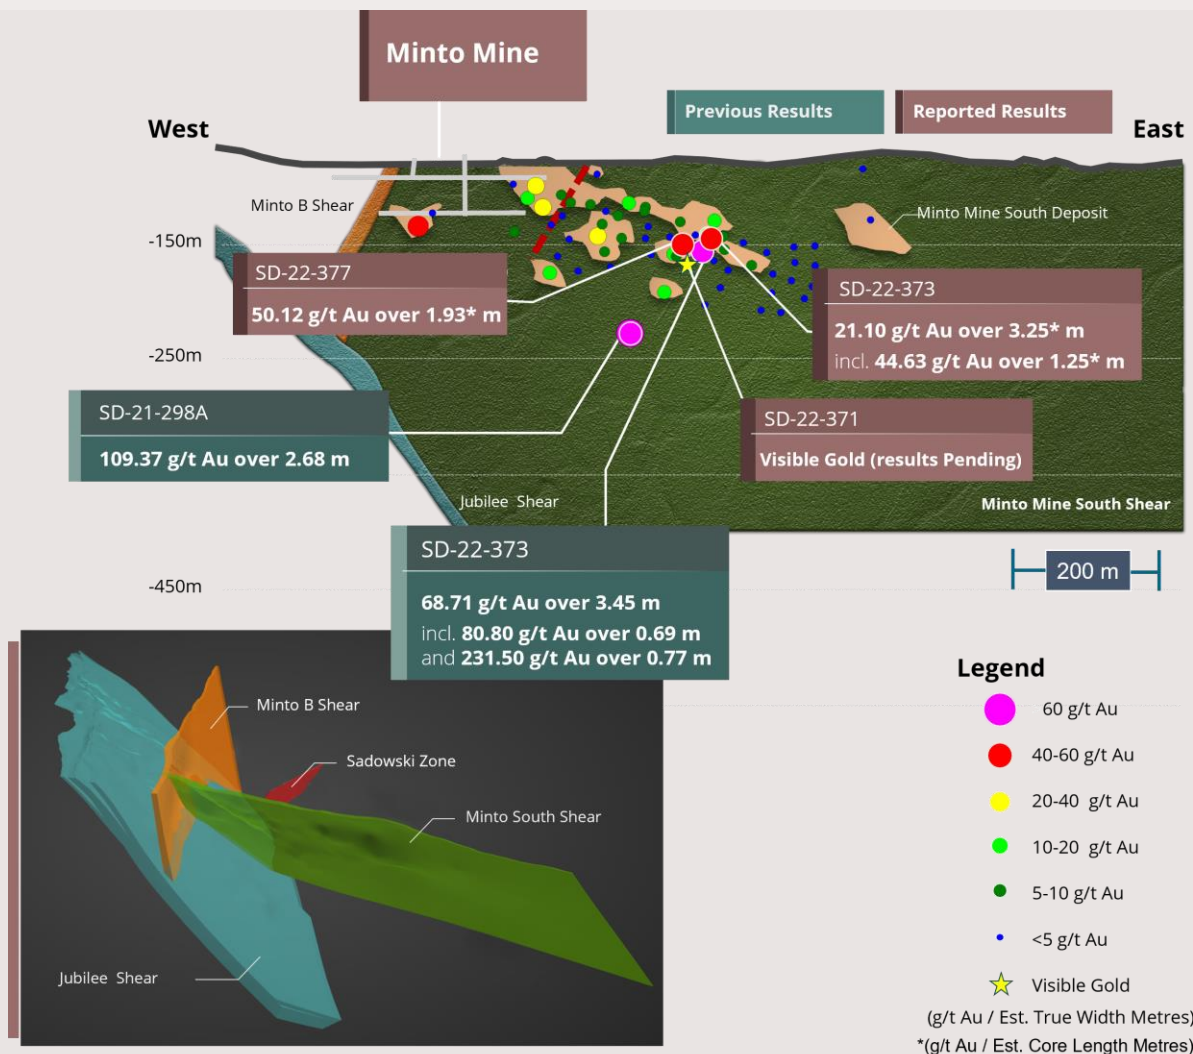 Minto Mine
Previous Results
Reported Results
West
East
Minto B Shear
Minto Mine South Deposit
-150m
SD-22-377
50.12 g/t Au over 1.93* m
SD-22-373
21.10 g/t Au over 3.25* m
incl. 44.63 g/t Au over 1.25* m
-250m
SD-21-298A
109.37 g/t Au over 2.68 m
SD-22-371
Visible Gold (results Pending)
Jubilee Shear
Minto Mine South Shear
SD-22-373
68.71 g/t Au over 3.45 m
incl. 80.80 g/t Au over 0.69 m
and 231.50 g/t Au over 0.77 m
200 m
-450m
Minto B Shear
Sadowski Zone
Minto South Shear
Jubilee Shear
Legend
60 g/t Au
40-60 g/t Au
20-40 g/t Au
10-20 g/t Au
5-10 g/t Au
<5 g/t Au
Visible Gold
(g/t Au / Est. True Width Metres)
*(g/t Au / Est. Core Length Metres)